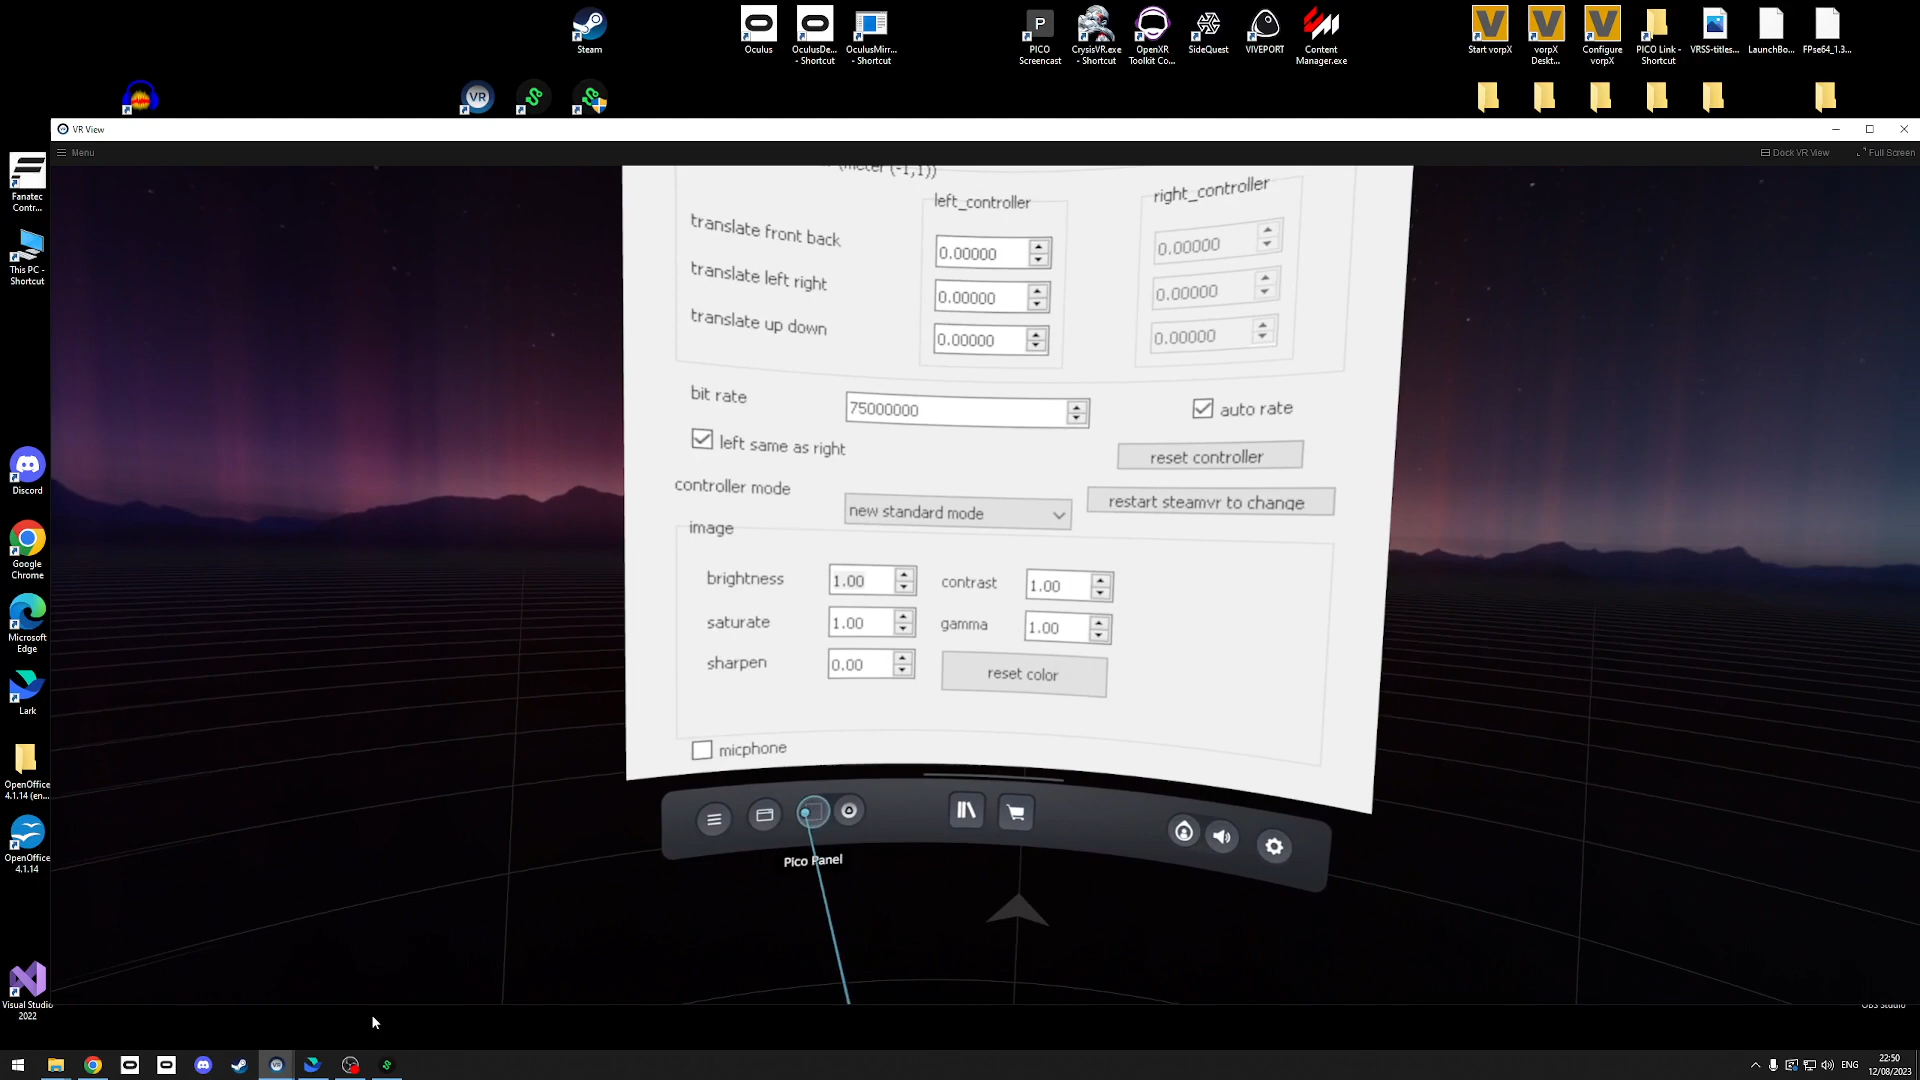 Steam
Oculus
OculusDe... - Shortcut
OculusMirr... - Shortcut
PICO Screencast
CrysisVR.exe - Shortcut
OpenXR Toolkit Co...
SideQuest
VIVEPORT
Content Manager.exe
Start vorpX
vorpX Deskt...
Configure vorpX
PICO Link - Shortcut
VRSS-titles...
LaunchBo...
FPse64_1.3...
VR View
Menu
Dock VR View
Full Screen
Fanatec Contr...
This PC - Shortcut
Discord
Google Chrome
Microsoft Edge
Lark
OpenOffice 4.1.14 (en...
OpenOffice 4.1.14
Visual Studio 2022
(meter (-1,1))
left_controller
right_controller
translate front back
0.00000
0.00000
translate left right
0.00000
0.00000
translate up down
0.00000
0.00000
bit rate
75000000
auto rate
left same as right
reset controller
controller mode
new standard mode
restart steamvr to change
image
brightness
1.00
contrast
1.00
saturate
1.00
gamma
1.00
sharpen
0.00
reset color
micphone
Pico Panel
ENG
22:50
12/08/2023